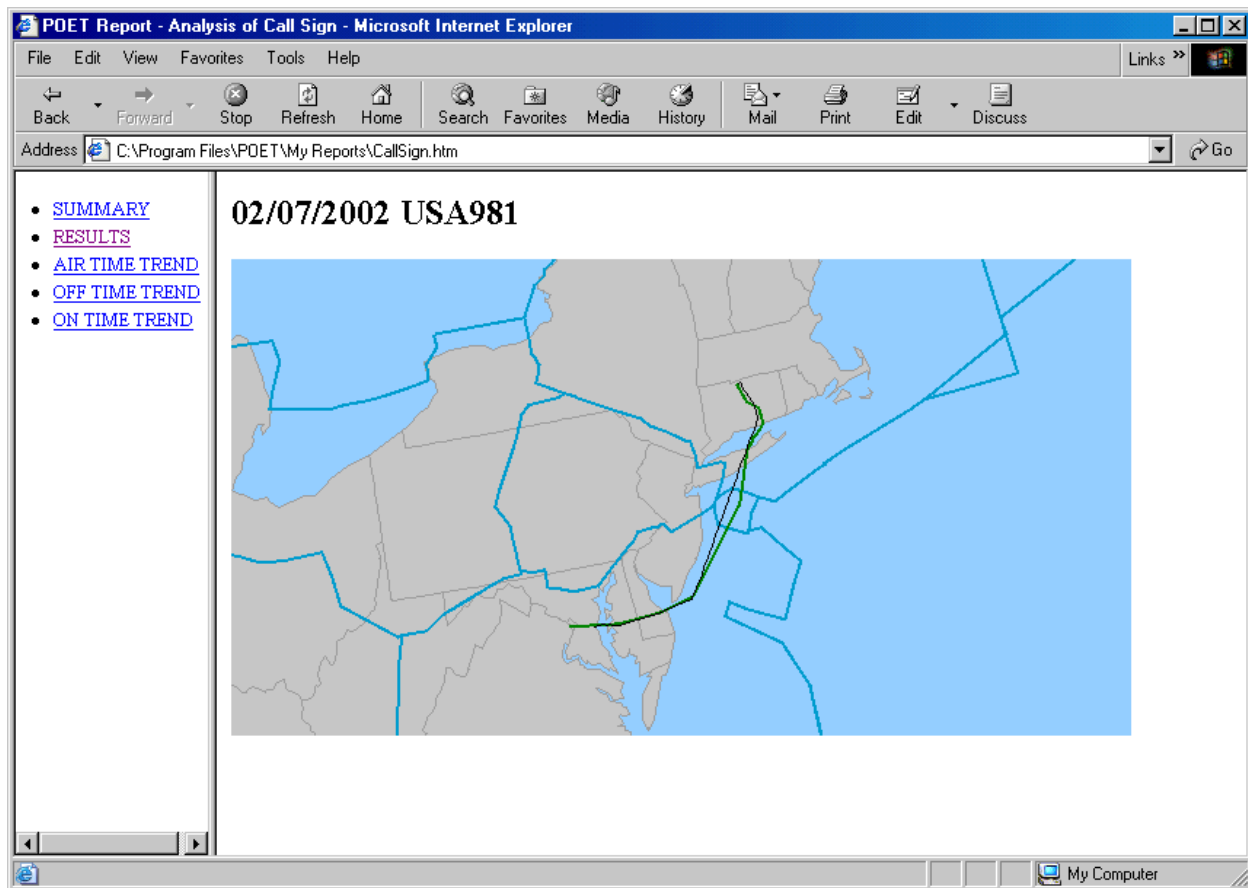 POET Report - Analysis of Call Sign - Microsoft Internet Explorer
File Edit View Favorites Tools Help Links »
Back Forward Stop Refresh Home Search Favorites Media History Mail Print Edit Discuss
Address C:\Program Files\POET\My Reports\CallSign.htm Go
SUMMARY
RESULTS
AIR TIME TREND
OFF TIME TREND
ON TIME TREND
02/07/2002 USA981
My Computer